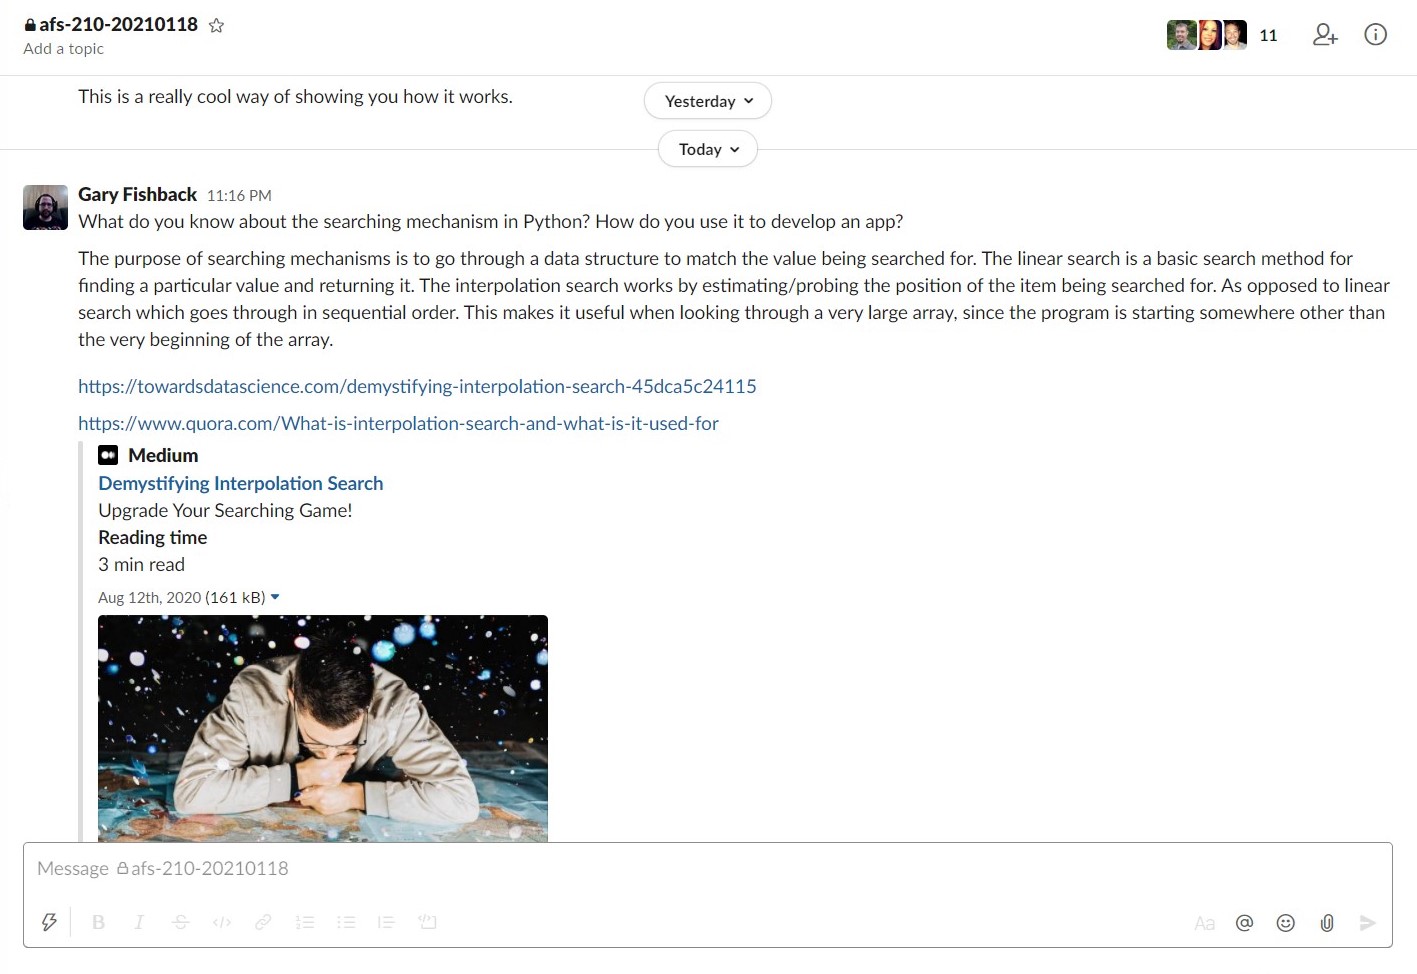 afs-210-20210118
Add a topic
11
This is a really cool way of showing you how it works.
Yesterday
Today
Gary Fishback 11:16 PM
What do you know about the searching mechanism in Python? How do you use it to develop an app?
The purpose of searching mechanisms is to go through a data structure to match the value being searched for. The linear search is a basic search method for
finding a particular value and returning it. The interpolation search works by estimating/probing the position of the item being searched for. As opposed to linear
search which goes through in sequential order. This makes it useful when looking through a very large array, since the program is starting somewhere other than
the very beginning of the array.
https://towardsdatascience.com/demystifying-interpolation-search-45dca5c24115
https://www.quora.com/What-is-interpolation-search-and-what-is-it-used-for
Medium
Demystifying Interpolation Search
Upgrade Your Searching Game!
Reading time
3 min read
Aug 12th, 2020 (161 kB)
Message afs-210-20210118
B I S </> Aa @